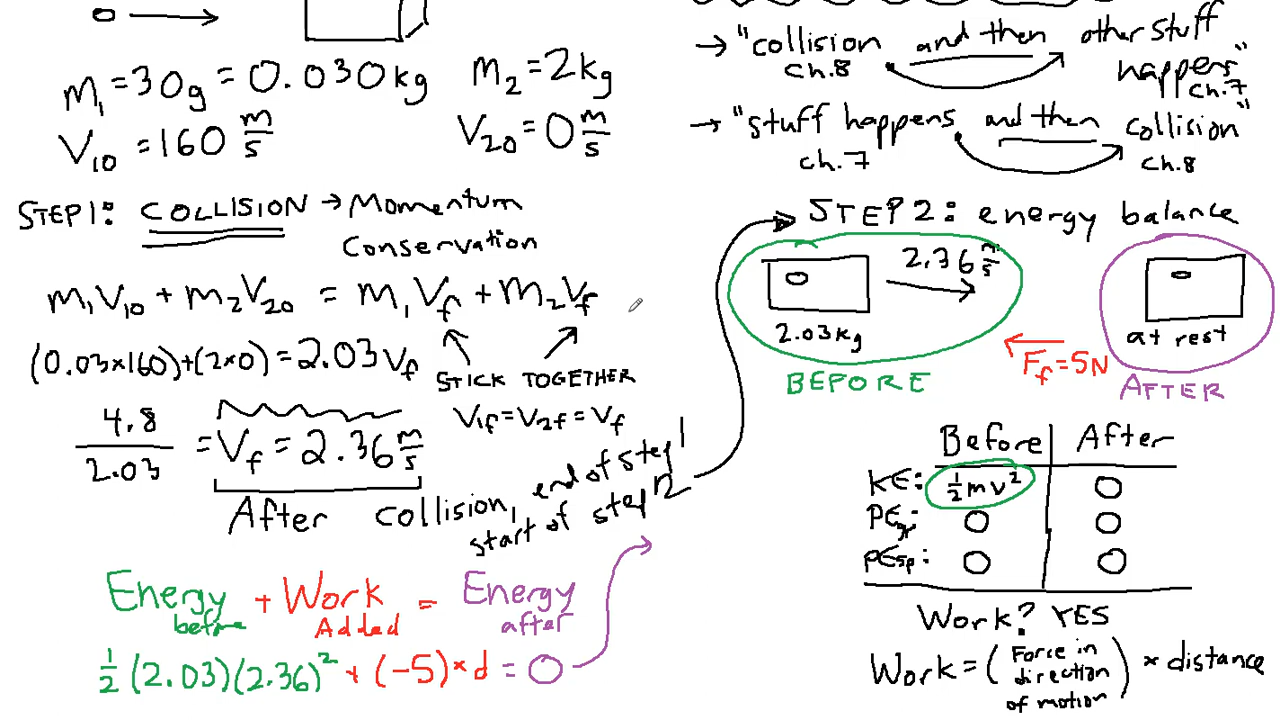 m₁ = 30g = 0.030kg
m₂ = 2kg
V₁₀ = 160 m/s
V₂₀ = 0 m/s
STEP 1: COLLISION → Momentum
Conservation
m₁V₁₀ + m₂V₂₀ = m₁Vf + m₂Vf
(0.03×160)+(2×0) = 2.03Vf
STICK TOGETHER
V₁f = V₂f = Vf
4.8/2.03 = Vf = 2.36 m/s
After collision, end of step 1
start of step 2
Energy before + Work Added = Energy after
½(2.03)(2.36)² + (-5)×d = 0
→ "collision and then other stuff
happens"
ch.8
ch.7
→ "stuff happens and then collision"
ch.7
ch.8
STEP 2: energy balance
2.36 m/s
2.03kg
at rest
Ff = 5N
BEFORE
AFTER
Before After
KE: ½mv² 0
PEgr: 0 0
PEsp: 0 0
Work? YES
Work = (Force in direction of motion) × distance